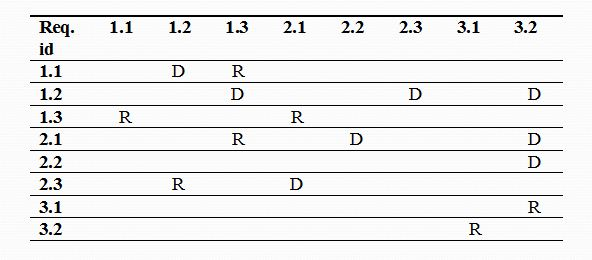 Req. 1.1 1.2 1.3 2.1 2.2 2.3 3.1 3.2
id
1.1 D R
1.2 D D D
1.3 R R
2.1 R D D
2.2 D
2.3 R D
3.1 R
3.2 R